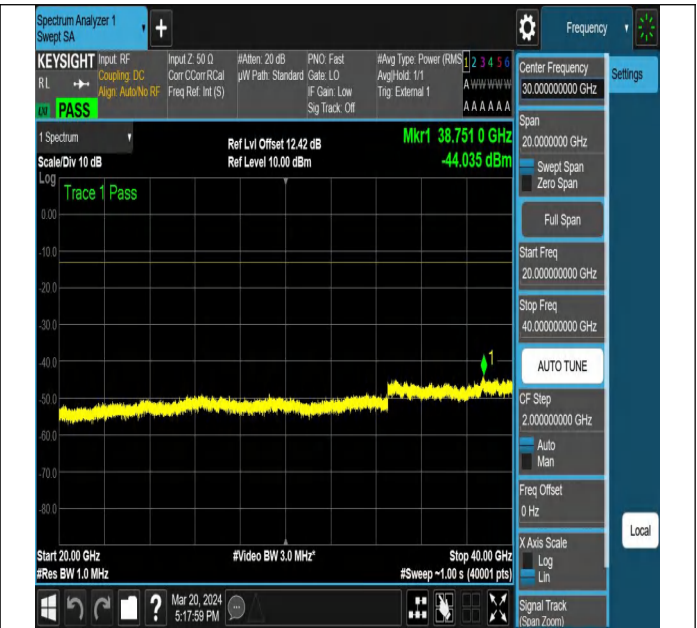 Spectrum Analyzer 1
Swept SA
+
Frequency
KEYSIGHT
RL
PASS
Input: RF
Coupling: DC
Align: Auto/No RF
Input Z: 50 Ω
Corr CCorr RCal
Freq Ref: Int (S)
#Atten: 20 dB
µW Path: Standard
PNO: Fast
Gate: LO
IF Gain: Low
Sig Track: Off
#Avg Type: Power (RMS)
Avg|Hold: 1/1
Trig: External 1
1 2 3 4 5 6
A W W W W W
A A A A A A
Center Frequency
30.000000000 GHz
Settings
Span
20.0000000 GHz
Swept Span
Zero Span
Full Span
Start Freq
20.000000000 GHz
Stop Freq
40.000000000 GHz
AUTO TUNE
CF Step
2.000000000 GHz
Auto
Man
Freq Offset
0 Hz
X Axis Scale
Log
Lin
Signal Track
(Span Zoom)
Local
1 Spectrum
Scale/Div 10 dB
Log
Ref Lvl Offset 12.42 dB
Ref Level 10.00 dBm
Mkr1 38.751 0 GHz
-44.035 dBm
Trace 1 Pass
0.00
-10.0
-20.0
-30.0
-40.0
-50.0
-60.0
-70.0
-80.0
1
Start 20.00 GHz
#Res BW 1.0 MHz
#Video BW 3.0 MHz*
Stop 40.00 GHz
#Sweep ~1.00 s (40001 pts)
?
Mar 20, 2024
5:17:59 PM